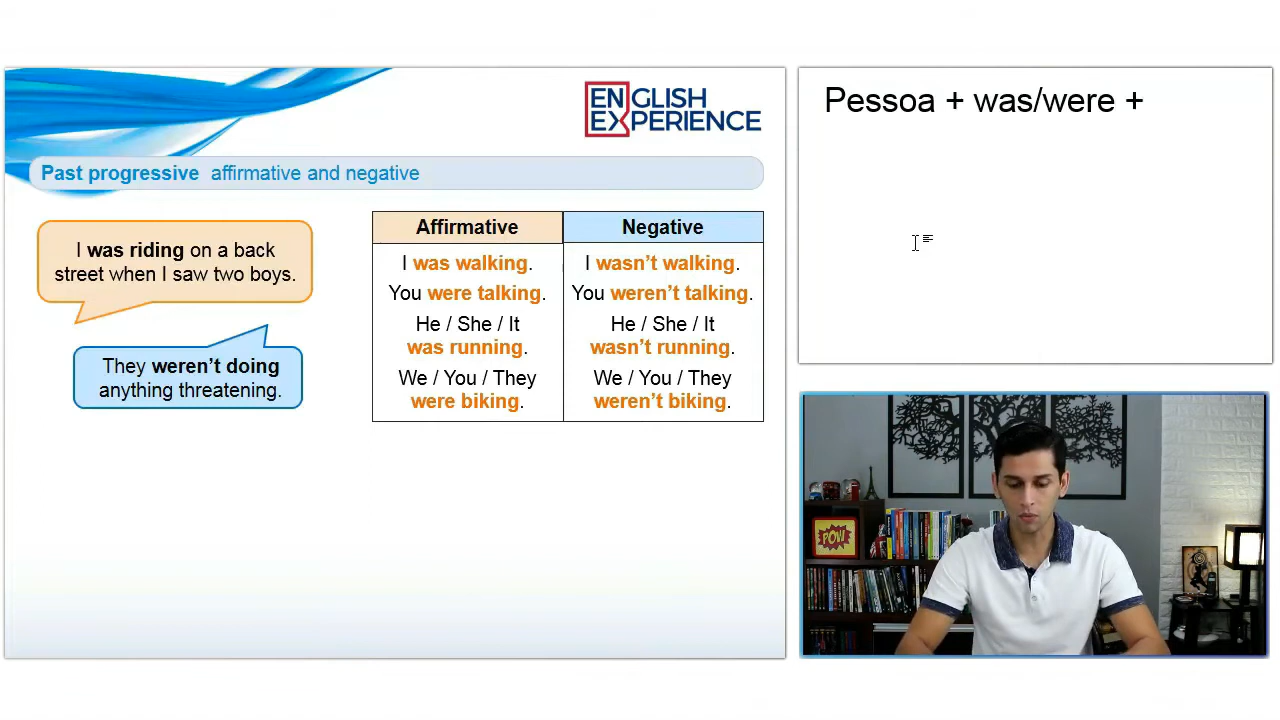 ENGLISH
EXPERIENCE
Past progressive affirmative and negative
I was riding on a back
street when I saw two boys.
They weren't doing
anything threatening.
Affirmative Negative
I was walking. I wasn't walking.
You were talking. You weren't talking.
He / She / It He / She / It
was running. wasn't running.
We / You / They We / You / They
were biking. weren't biking.
Pessoa + was/were +
POW